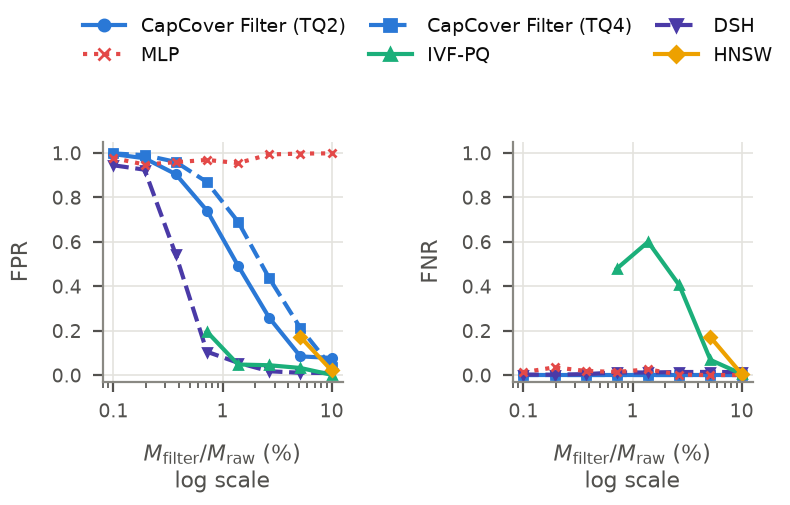 CapCover Filter (TQ2) CapCover Filter (TQ4) DSH
MLP IVF-PQ HNSW
1.0
0.8
0.6
0.4
0.2
0.0
FPR
0.1 1 10
M_filter/M_raw (%)
log scale
1.0
0.8
0.6
0.4
0.2
0.0
FNR
0.1 1 10
M_filter/M_raw (%)
log scale